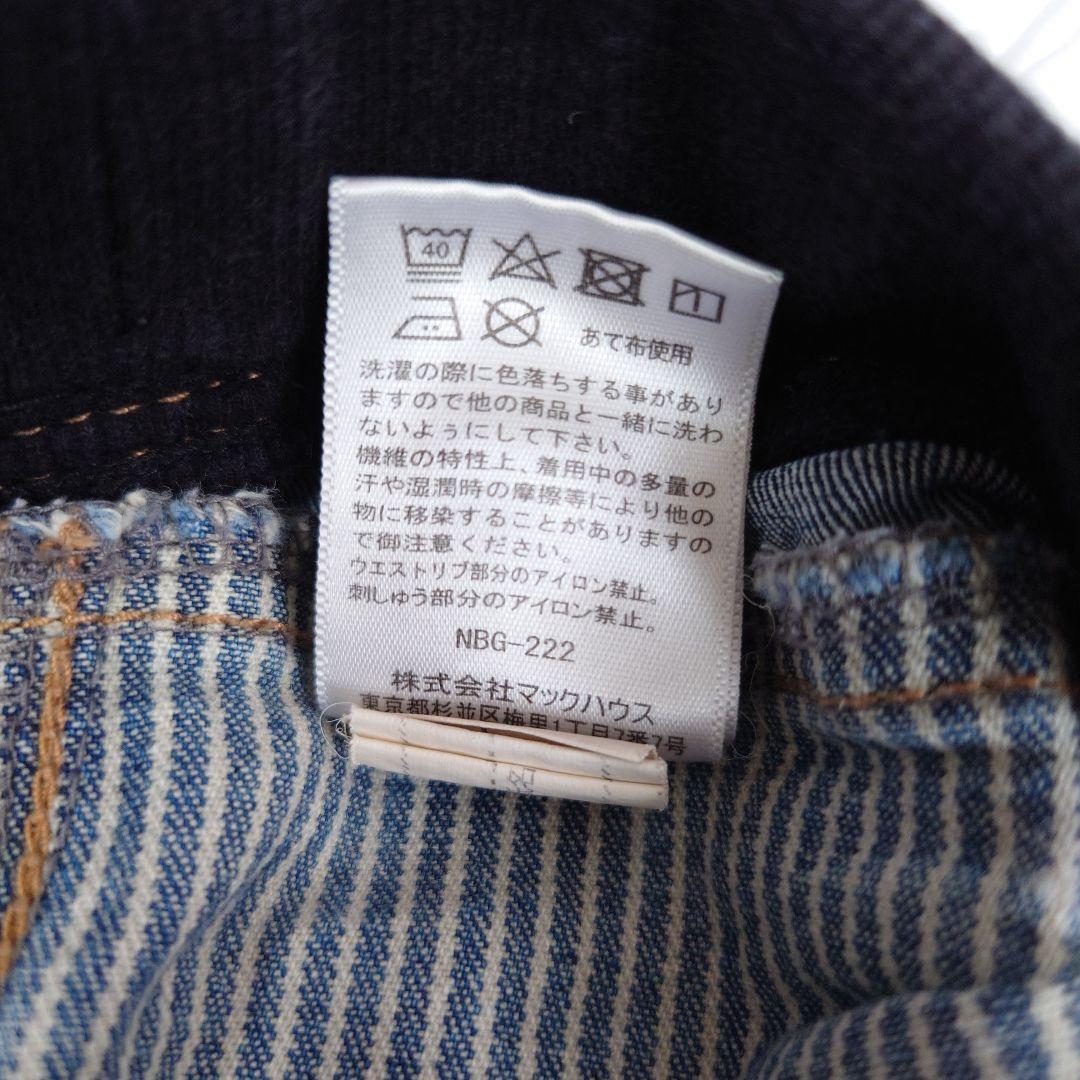 40
あて布使用
洗濯の際に色落ちする事があり
ますので他の商品と一緒に洗わ
ないよぅにして下さい。
機維の特性上、着用中の多量の
汗や湿潤時の摩擦等により他の
物に移染することがありますの
で御注意ください。
ウエストリブ部分のアイロン禁止。
刺しゅう部分のアイロン禁止。
NBG-222
株式会社マックハウス
東京都杉並区梅里1丁目7番7号